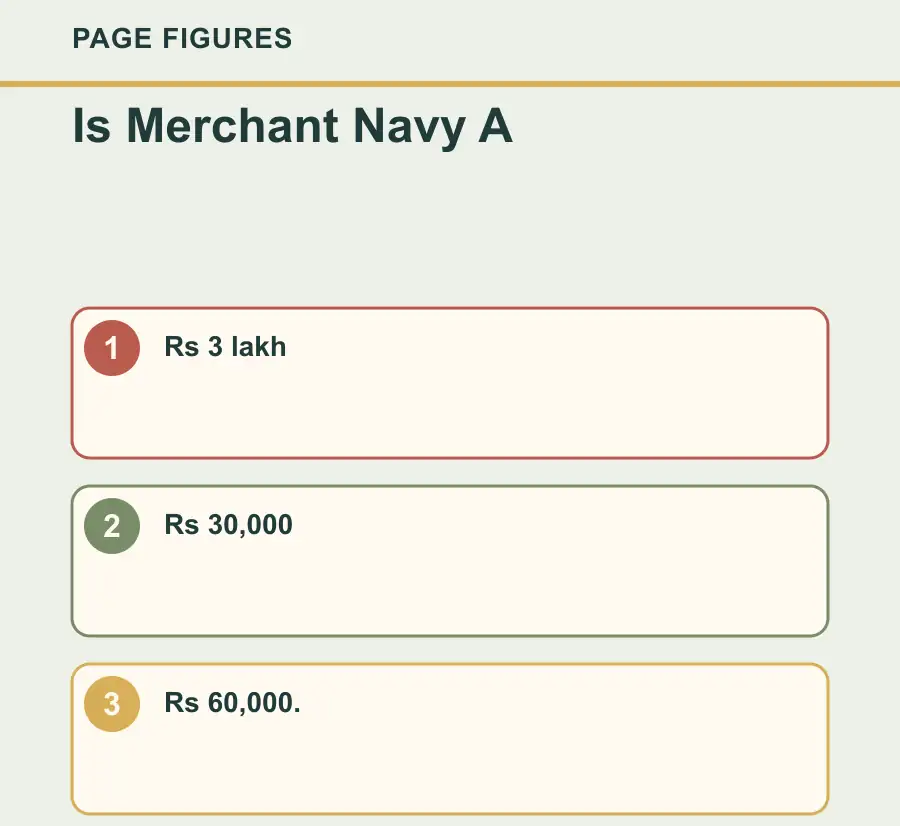 PAGE FIGURES
Is Merchant Navy A
1
Rs 3 lakh
2
Rs 30,000
3
Rs 60,000.